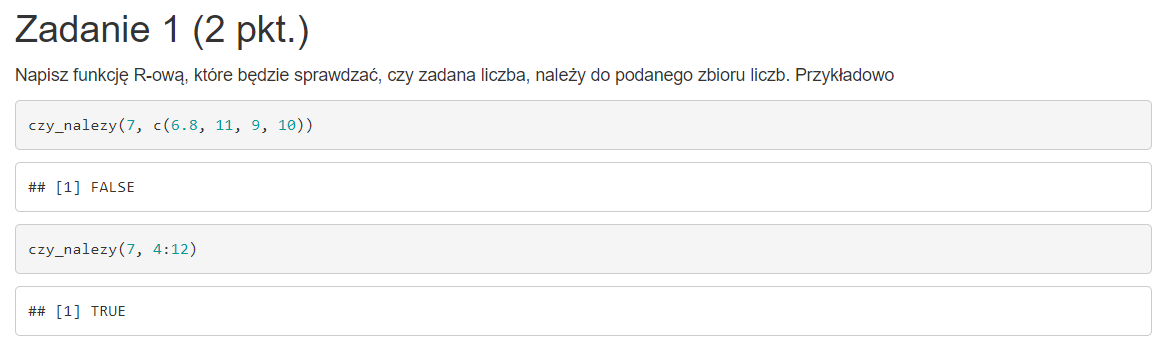 Zadanie 1 (2 pkt.)
Napisz funkcję R-ową, które będzie sprawdzać, czy zadana liczba, należy do podanego zbioru liczb. Przykładowo
czy_nalezy(7, c(6.8, 11, 9, 10))
## [1] FALSE
czy_nalezy(7, 4:12)
## [1] TRUE